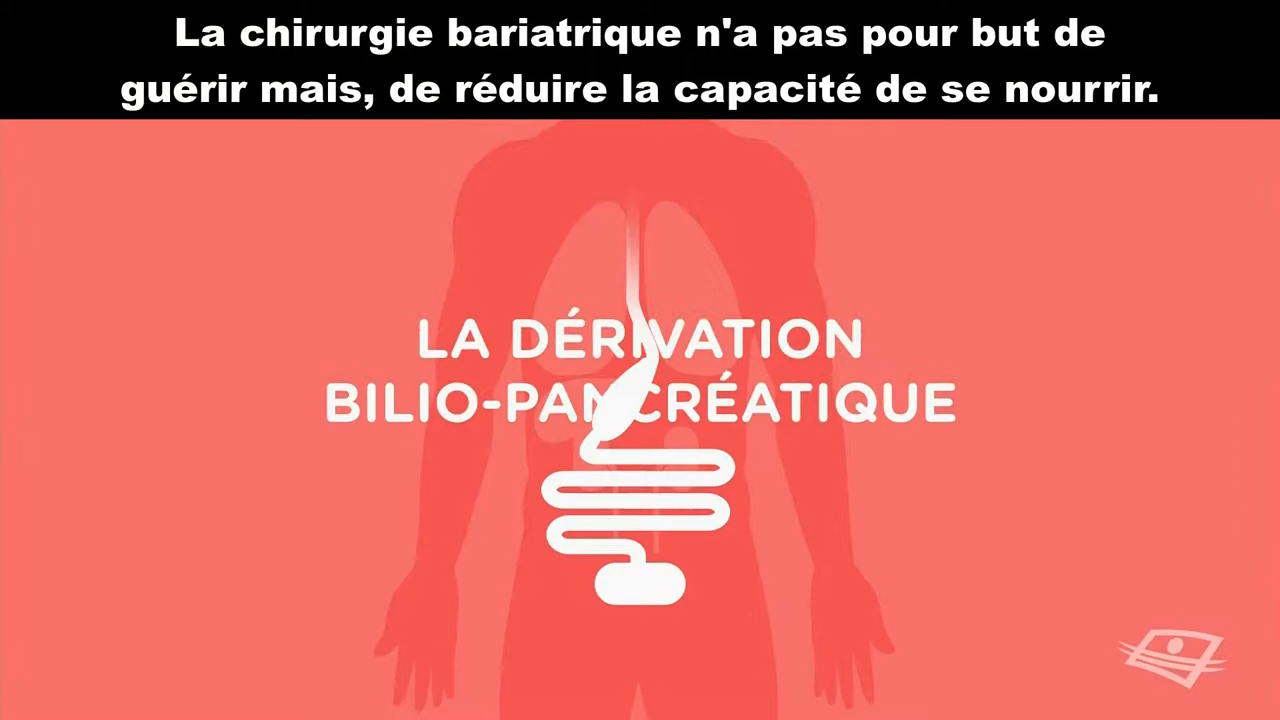 La chirurgie bariatrique n'a pas pour but de
guérir mais, de réduire la capacité de se nourrir.
LA DÉRIVATION
BILIO-PANCRÉATIQUE